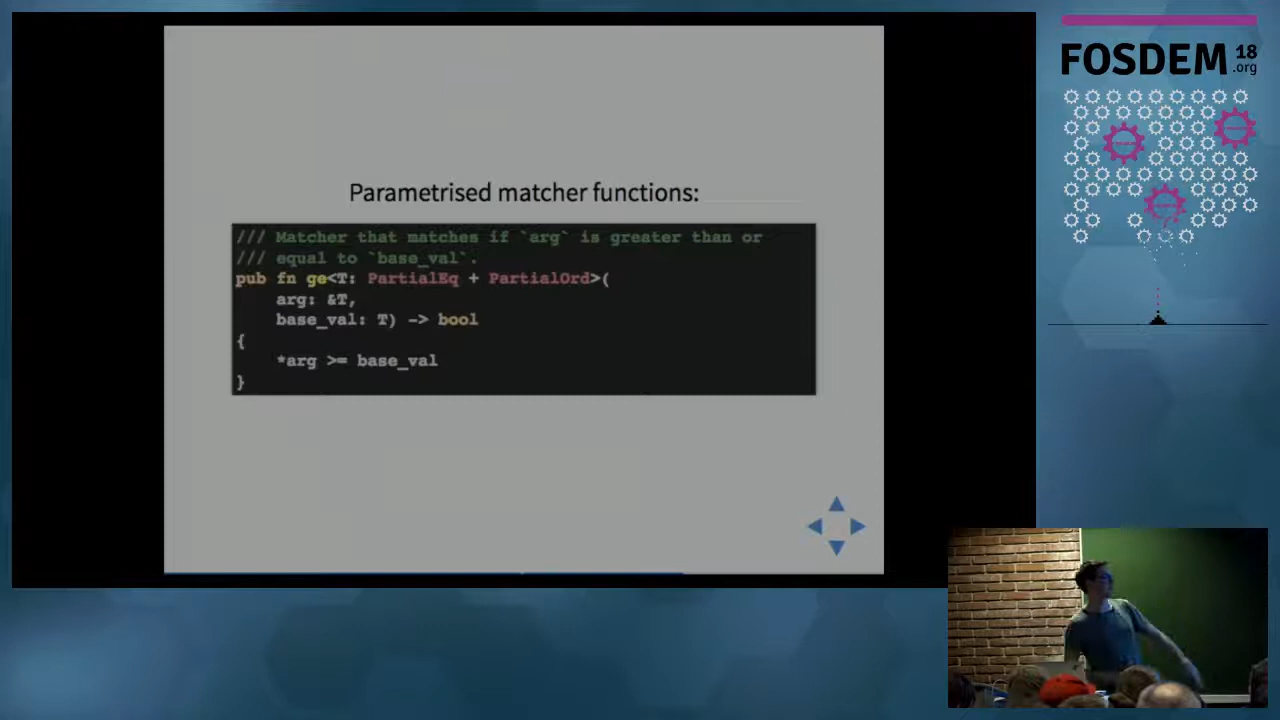 Parametrised matcher functions:
/// Matcher that matches if `arg` is greater than or
/// equal to `base_val`.
pub fn ge<T: PartialEq + PartialOrd>(
    arg: &T,
    base_val: T) -> bool
{
    *arg >= base_val
}
FOSDEM 18
.org